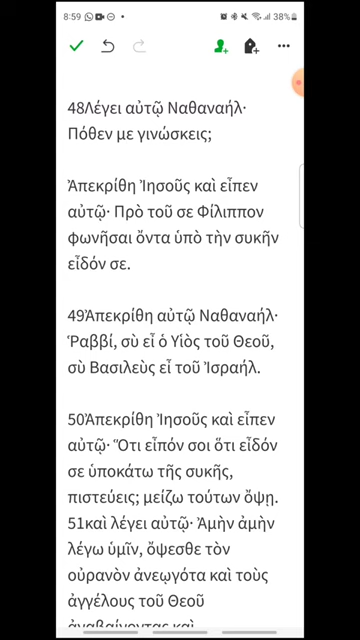 8:59
38%
48Λέγει αὐτῷ Ναθαναήλ·
Πόθεν με γινώσκεις;
Ἀπεκρίθη Ἰησοῦς καὶ εἶπεν
αὐτῷ· Πρὸ τοῦ σε Φίλιππον
φωνῆσαι ὄντα ὑπὸ τὴν συκῆν
εἶδόν σε.
49Ἀπεκρίθη αὐτῷ Ναθαναήλ·
Ῥαββί, σὺ εἶ ὁ Υἱὸς τοῦ Θεοῦ,
σὺ Βασιλεὺς εἶ τοῦ Ἰσραήλ.
50Ἀπεκρίθη Ἰησοῦς καὶ εἶπεν
αὐτῷ· Ὅτι εἶπόν σοι ὅτι εἶδόν
σε ὑποκάτω τῆς συκῆς,
πιστεύεις; μείζω τούτων ὄψῃ.
51καὶ λέγει αὐτῷ· Ἀμὴν ἀμὴν
λέγω ὑμῖν, ὄψεσθε τὸν
οὐρανὸν ἀνεῳγότα καὶ τοὺς
ἀγγέλους τοῦ Θεοῦ
ἀναβαίνοντας καὶ